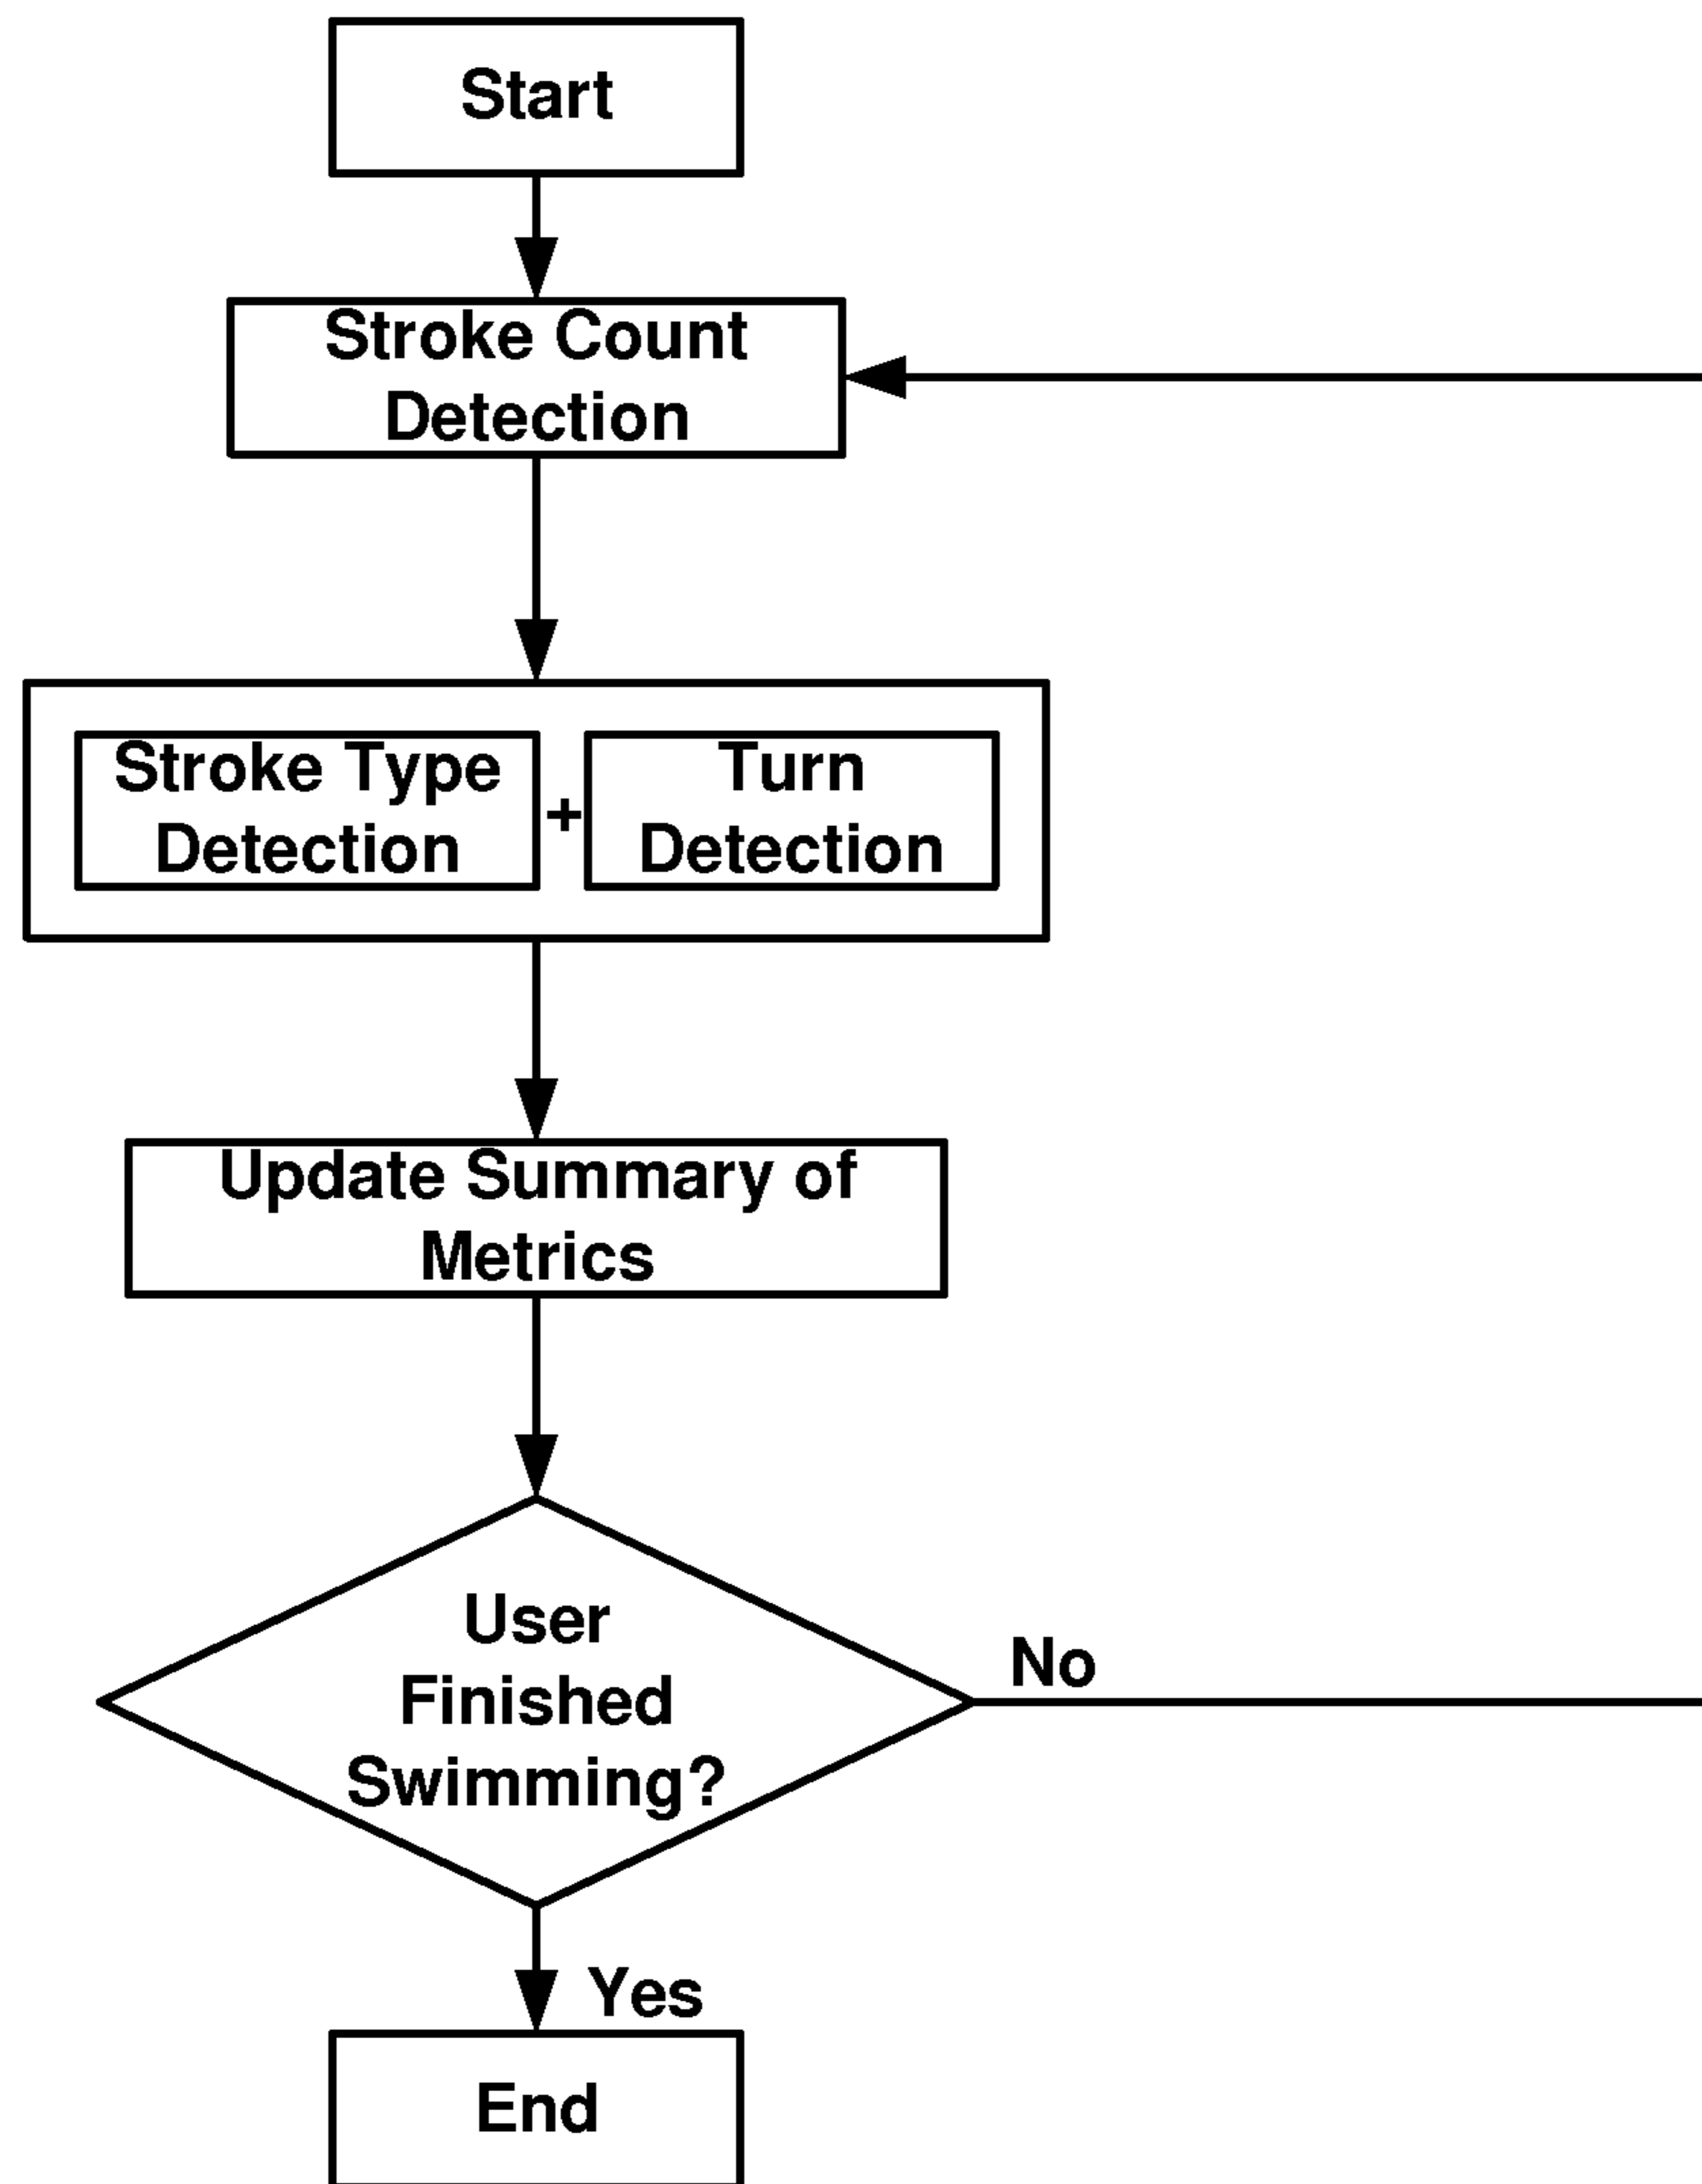 Start
Stroke Count
Detection
Stroke Type
Detection
+
Turn
Detection
Update Summary of
Metrics
User
Finished
Swimming?
No
Yes
End